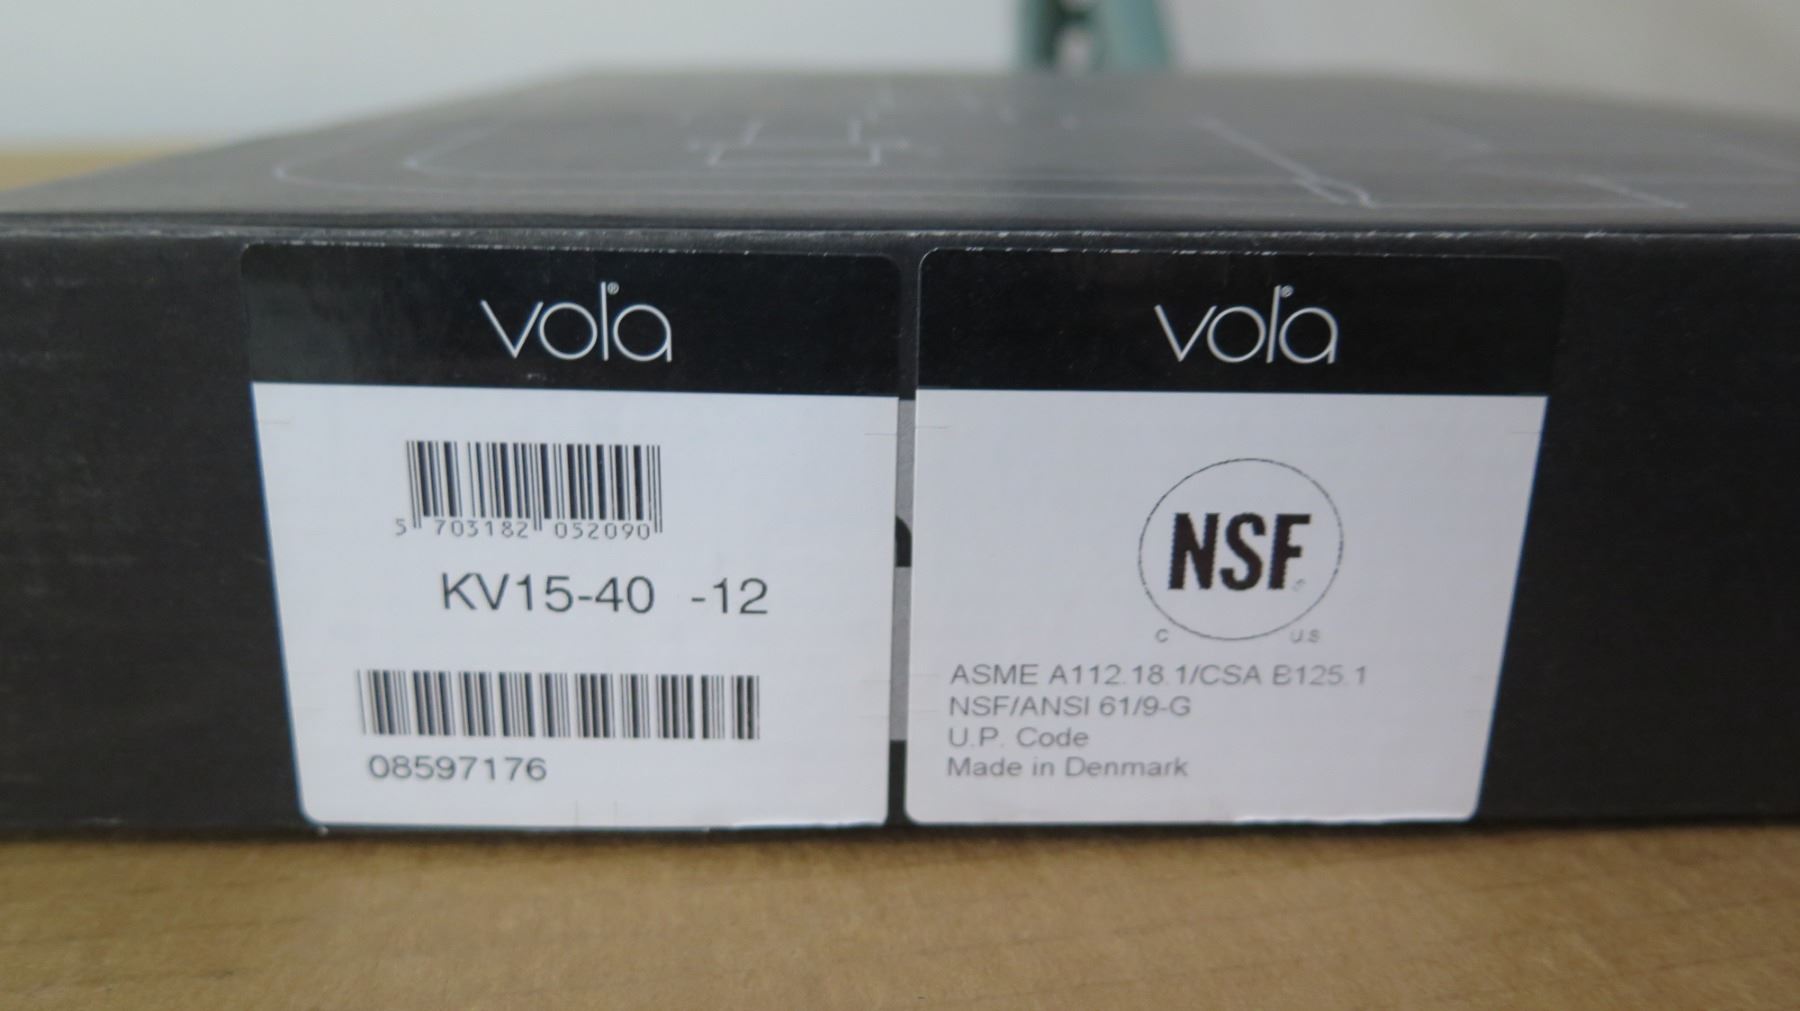 vola®
5 703182 052090
KV15-40 -12
08597176
vola®
NSF®
C US
ASME A112.18.1/CSA B125.1
NSF/ANSI 61/9-G
U.P. Code
Made in Denmark